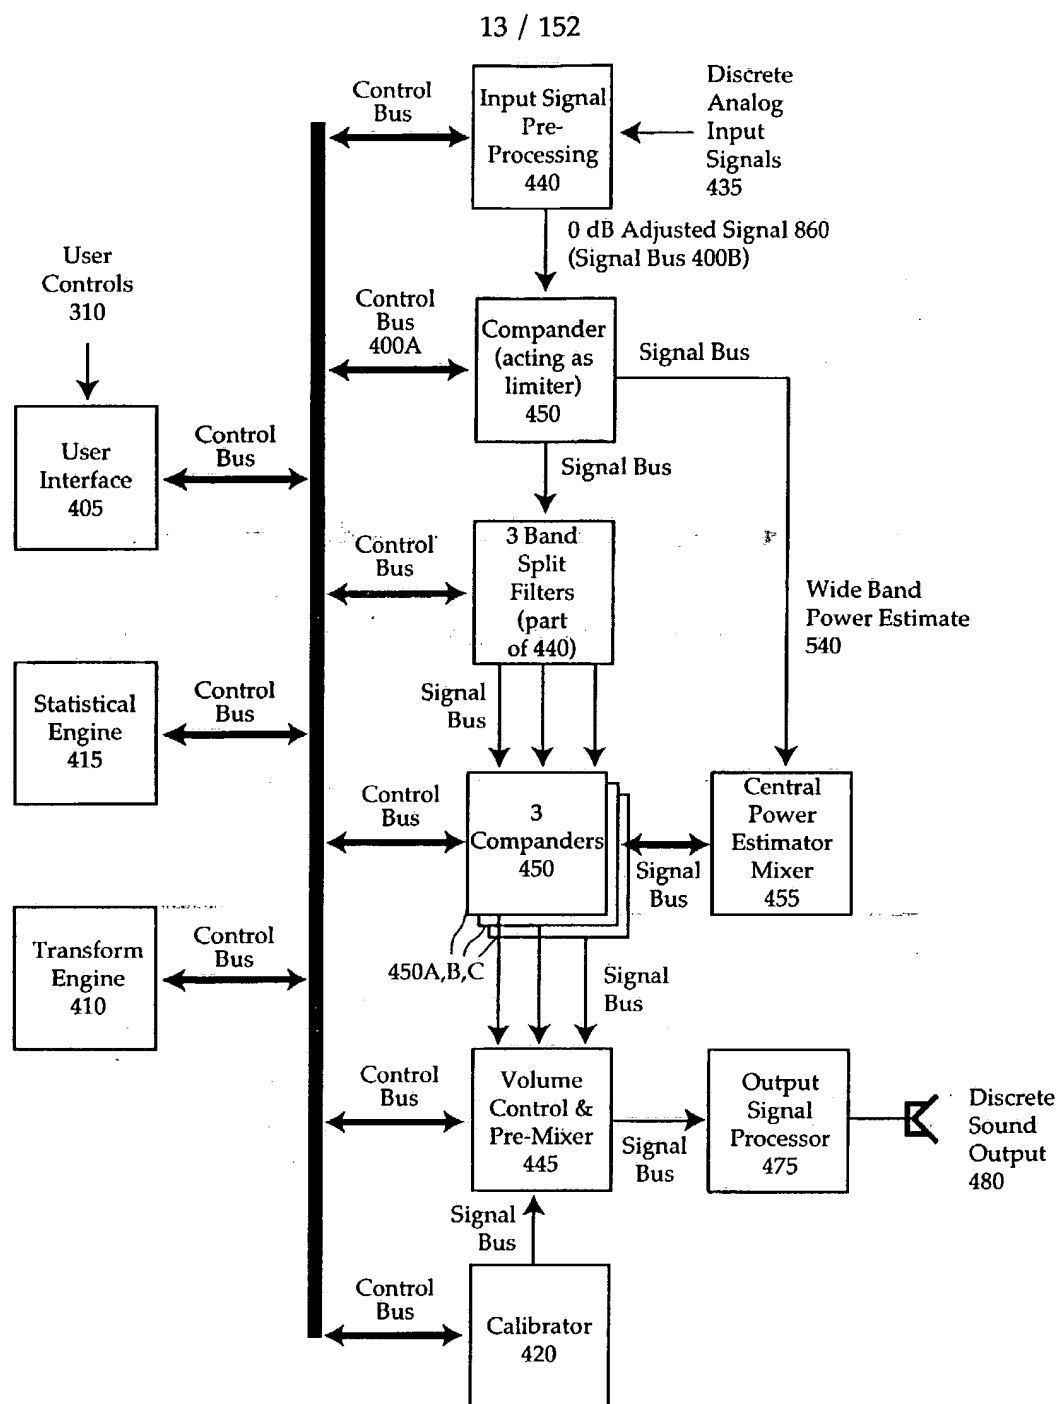 13 / 152
Control
Bus
Input Signal
Pre-
Processing
440
Discrete
Analog
Input
Signals
435
0 dB Adjusted Signal 860
(Signal Bus 400B)
User
Controls
310
Control
Bus
400A
Compander
(acting as
limiter)
450
Signal Bus
User
Interface
405
Control
Bus
Signal Bus
Control
Bus
3 Band
Split
Filters
(part
of 440)
Wide Band
Power Estimate
540
Statistical
Engine
415
Control
Bus
Signal
Bus
Control
Bus
3
Companders
450
Signal
Bus
Central
Power
Estimator
Mixer
455
Transform
Engine
410
Control
Bus
450A,B,C
Signal
Bus
Control
Bus
Volume
Control &
Pre-Mixer
445
Signal
Bus
Output
Signal
Processor
475
Discrete
Sound
Output
480
Signal
Bus
Control
Bus
Calibrator
420